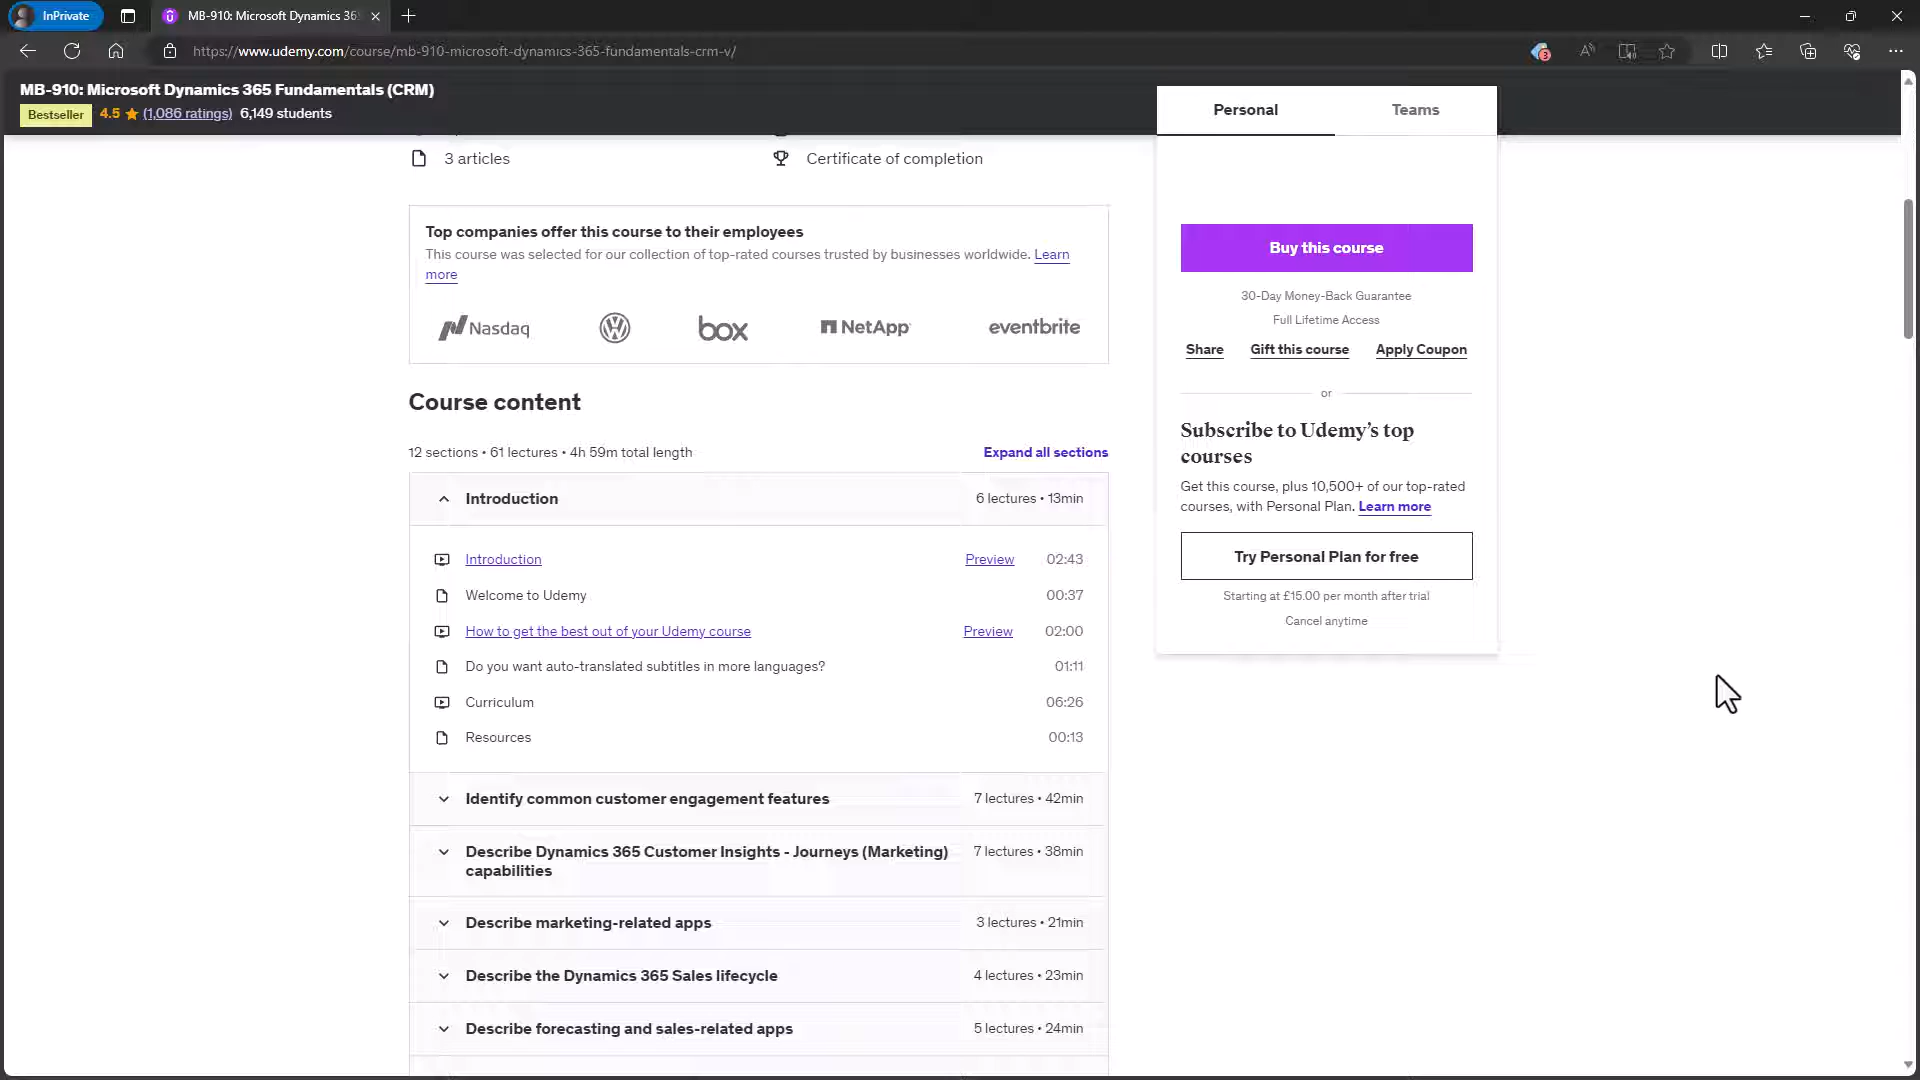 InPrivate
MB-910: Microsoft Dynamics 365
https://www.udemy.com/course/mb-910-microsoft-dynamics-365-fundamentals-crm-v/
3
MB-910: Microsoft Dynamics 365 Fundamentals (CRM)
Bestseller 4.5 (1,086 ratings) 6,149 students
Personal Teams
3 articles
Certificate of completion
Top companies offer this course to their employees
This course was selected for our collection of top-rated courses trusted by businesses worldwide. Learn
more
Nasdaq box NetApp eventbrite
Buy this course
30-Day Money-Back Guarantee
Full Lifetime Access
Share Gift this course Apply Coupon
or
Subscribe to Udemy's top
courses
Get this course, plus 10,500+ of our top-rated
courses, with Personal Plan. Learn more
Try Personal Plan for free
Starting at £15.00 per month after trial
Cancel anytime
Course content
12 sections • 61 lectures • 4h 59m total length Expand all sections
Introduction 6 lectures • 13min
Introduction Preview 02:43
Welcome to Udemy 00:37
How to get the best out of your Udemy course Preview 02:00
Do you want auto-translated subtitles in more languages? 01:11
Curriculum 06:26
Resources 00:13
Identify common customer engagement features 7 lectures • 42min
Describe Dynamics 365 Customer Insights - Journeys (Marketing) 7 lectures • 38min
capabilities
Describe marketing-related apps 3 lectures • 21min
Describe the Dynamics 365 Sales lifecycle 4 lectures • 23min
Describe forecasting and sales-related apps 5 lectures • 24min